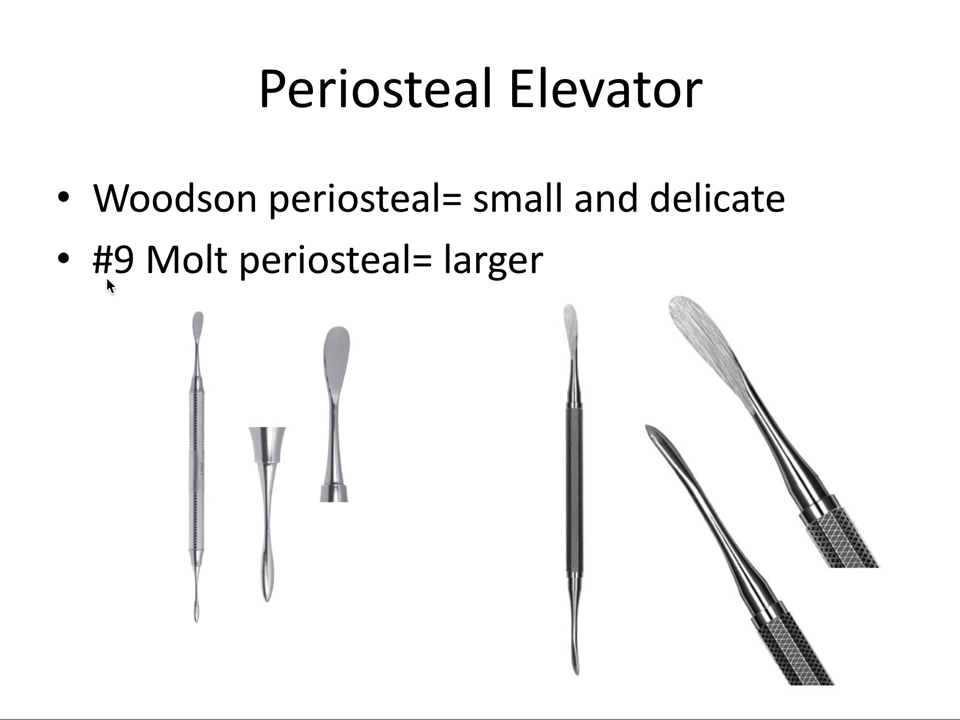 Periosteal Elevator
• Woodson periosteal= small and delicate
• #9 Molt periosteal= larger